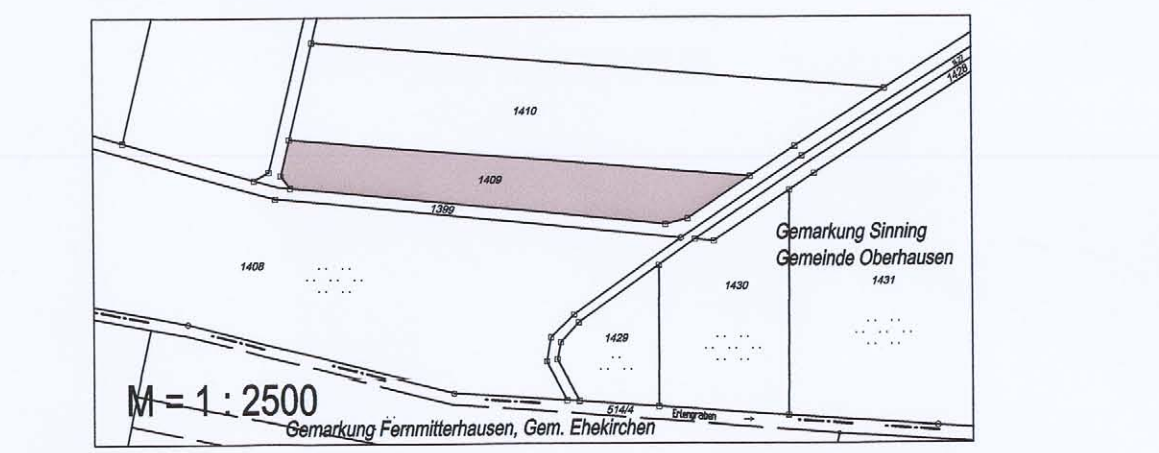 1410
1409
1399
1428
1408
Gemarkung Sinning
Gemeinde Oberhausen
1431
1430
1429
M = 1 : 2500
514/4
Erlengraben
Gemarkung Fernmitterhausen, Gem. Ehekirchen